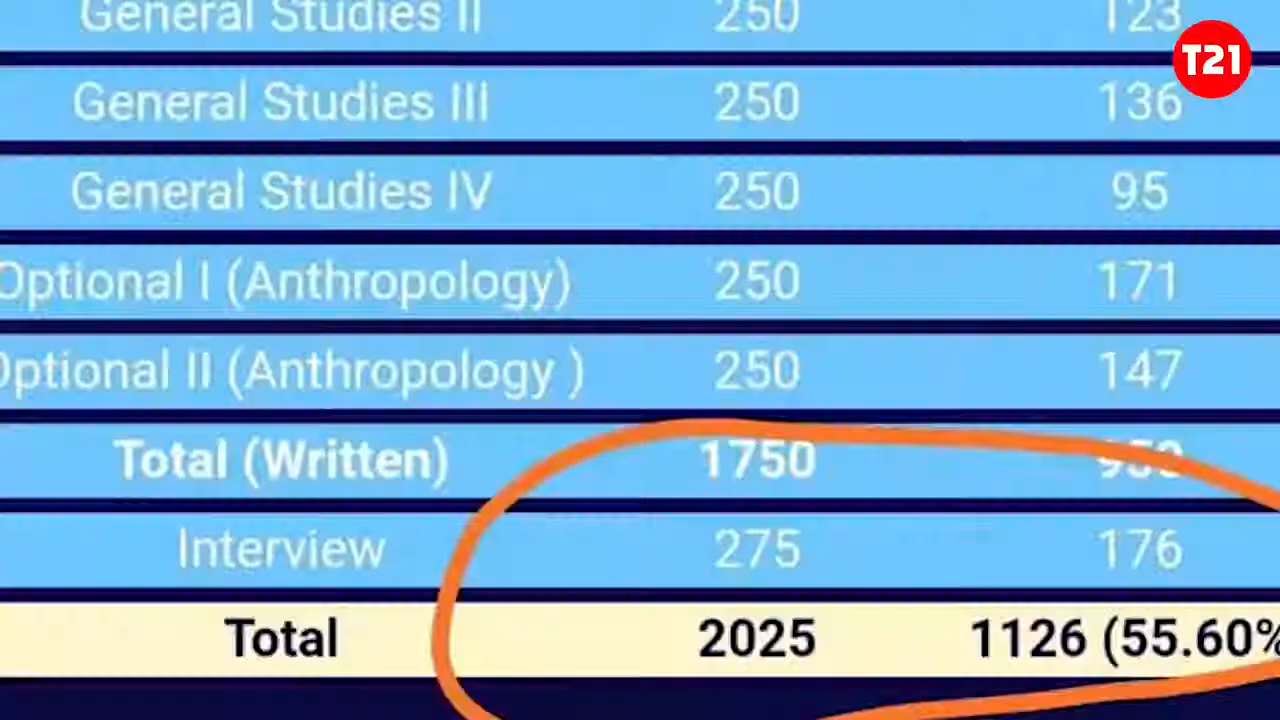 General Studies II 250 123
T21
General Studies III 250 136
General Studies IV 250 95
Optional I (Anthropology) 250 171
Optional II (Anthropology ) 250 147
Total (Written) 1750
Interview 275 176
Total 2025 1126 (55.60%